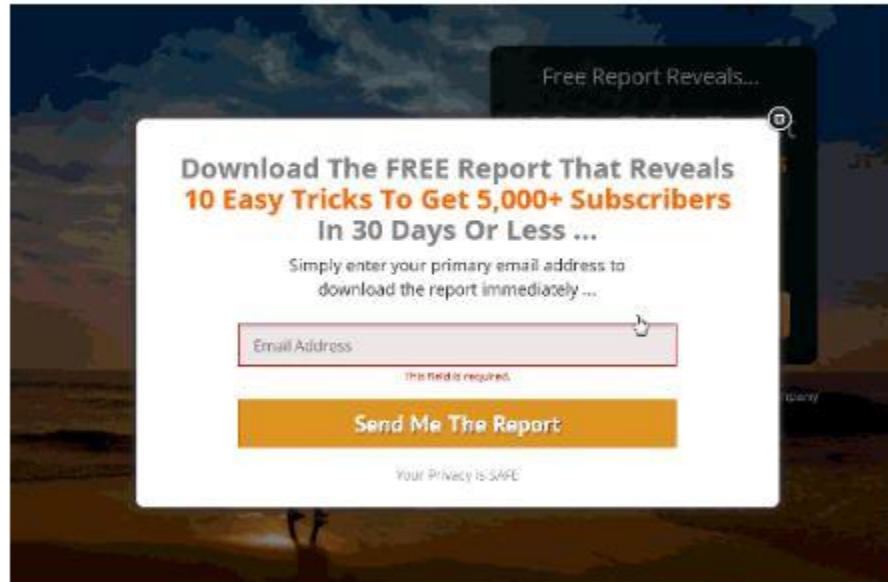 Free Report Reveals...
Download The FREE Report That Reveals
10 Easy Tricks To Get 5,000+ Subscribers
In 30 Days Or Less ...
Simply enter your primary email address to
download the report immediately ...
Email Address
This field is required.
Send Me The Report
Your Privacy is SAFE